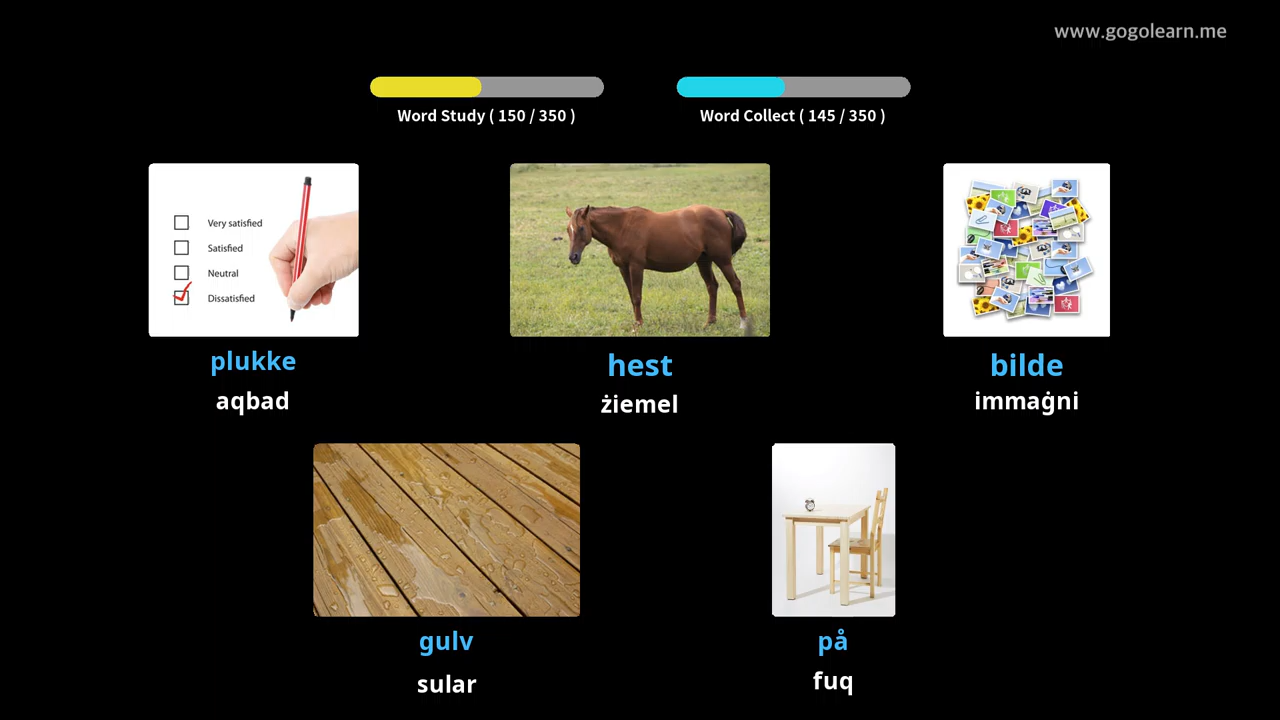 www.gogolearn.me
Word Study ( 150 / 350 )
Word Collect ( 145 / 350 )
Very satisfied
Satisfied
Neutral
Dissatisfied
plukke
hest
bilde
aqbad
żiemel
immaġni
gulv
på
sular
fuq